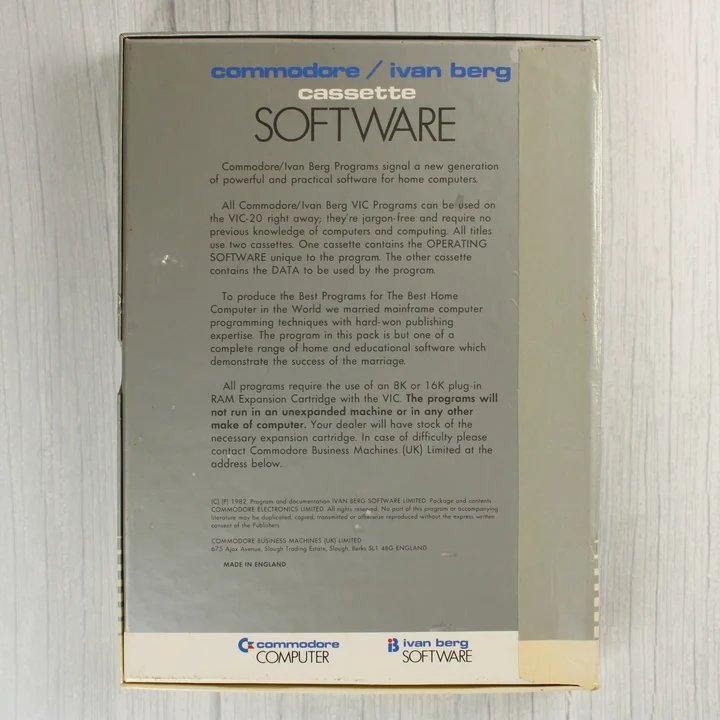 commodore / ivan berg
cassette
SOFTWARE
Commodore/Ivan Berg Programs signal a new generation
of powerful and practical software for home computers.
All Commodore/Ivan Berg VIC Programs can be used on
the VIC-20 right away; they're jargon-free and require no
previous knowledge of computers and computing. All titles
use two cassettes. One cassette contains the OPERATING
SOFTWARE unique to the program. The other cassette
contains the DATA to be used by the program.
To produce the Best Programs for The Best Home
Computer in the World we married mainframe computer
programming techniques with hard-won publishing
expertise. The program in this pack is but one of a
complete range of home and educational software which
demonstrate the success of the marriage.
All programs require the use of an 8K or 16K plug-in
RAM Expansion Cartridge with the VIC. The programs will
not run in an unexpanded machine or in any other
make of computer. Your dealer will have stock of the
necessary expansion cartridge. In case of difficulty please
contact Commodore Business Machines (UK) Limited at the
address below.
(C) (P) 1982. Program and documentation IVAN BERG SOFTWARE LIMITED. Package and contents
COMMODORE ELECTRONICS LIMITED. All rights reserved. No part of this program or accompanying
literature may be duplicated, copied, transmitted or otherwise reproduced without the express written
consent of the Publishers.
COMMODORE BUSINESS MACHINES (UK) LIMITED
675 Ajax Avenue, Slough Trading Estate, Slough, Berks SL1 4BG ENGLAND
MADE IN ENGLAND
commodore
COMPUTER
ib ivan berg
SOFTWARE